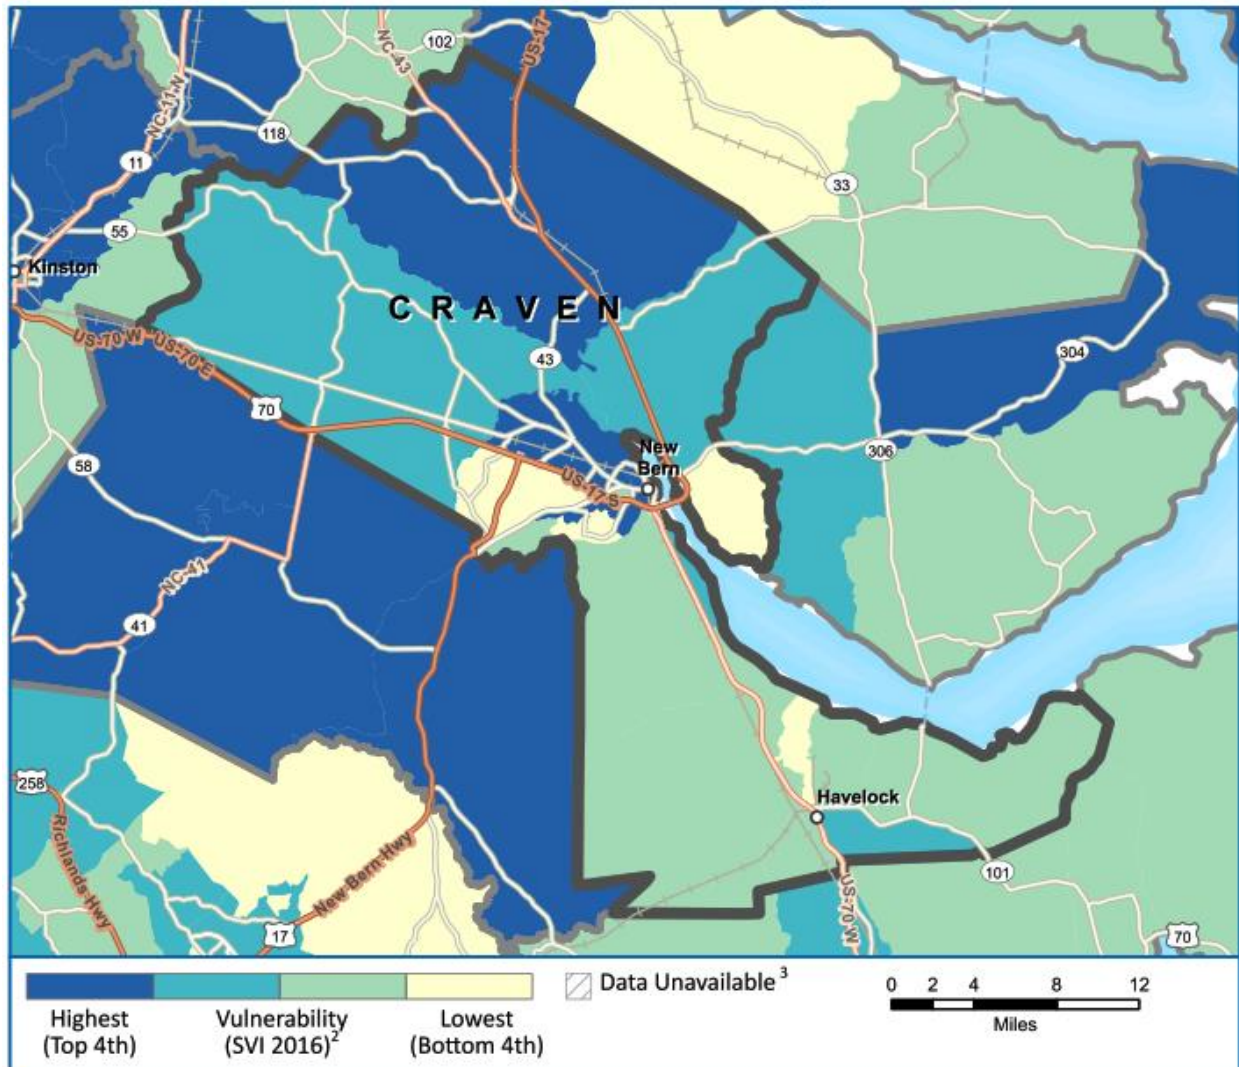 102
NC-43
US-17
NC-11 N
118
11
33
55
Kinston
CRAVEN
304
US-70 W
US-70 E
43
70
New
Bern
306
58
US-17 S
NC-41
41
258
Havelock
Richlands Hwy
New Bern Hwy
101
US-70 W
17
70
Highest
(Top 4th)
Vulnerability
(SVI 2016)2
Lowest
(Bottom 4th)
Data Unavailable 3
0 2 4 8 12
Miles